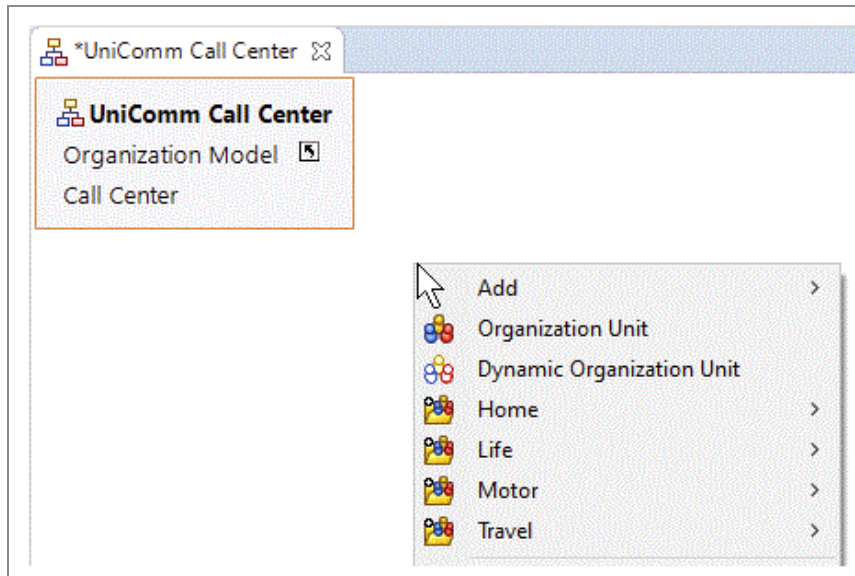 *UniComm Call Center
UniComm Call Center
Organization Model
Call Center
Add
Organization Unit
Dynamic Organization Unit
Home
Life
Motor
Travel